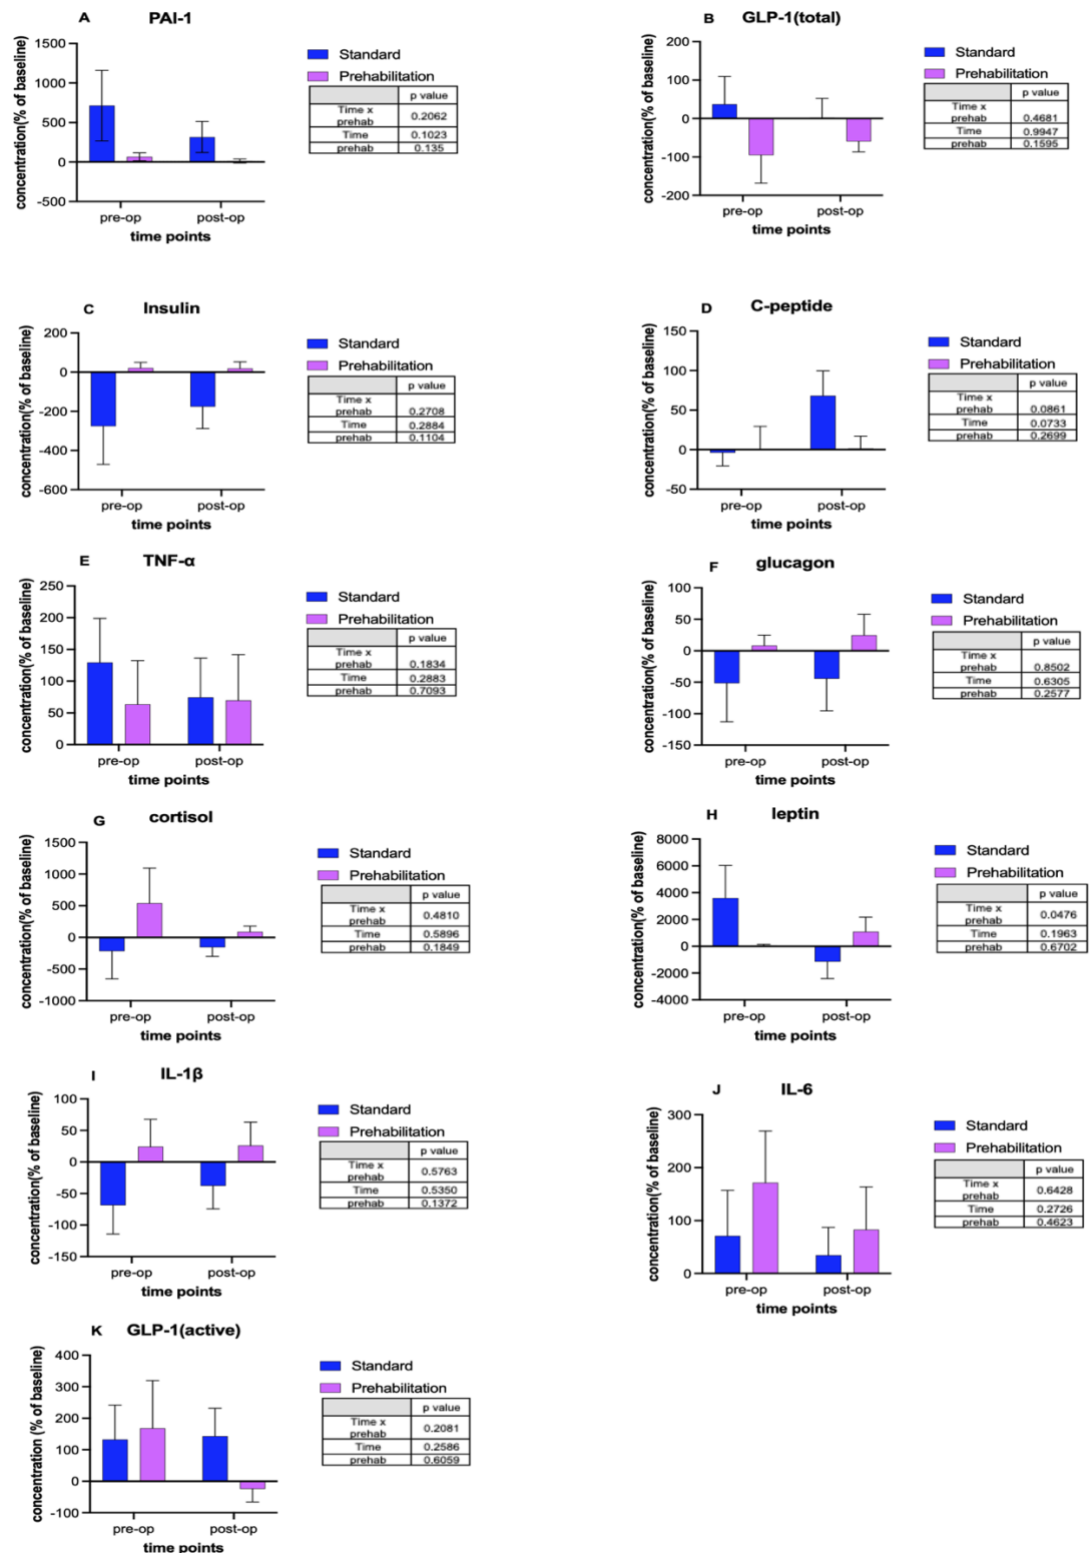 A PAI-1
concentration(% of baseline)
1500
1000
500
0
-500
pre-op post-op
time points
Standard
Prehabilitation
p value
Time x prehab 0.2062
Time 0.1023
prehab 0.135
B GLP-1(total)
concentration(% of baseline)
200
100
0
-100
-200
pre-op post-op
time points
Standard
Prehabilitation
p value
Time x prehab 0.4681
Time 0.9947
prehab 0.1595
C Insulin
concentration(% of baseline)
200
0
-200
-400
-600
pre-op post-op
time points
Standard
Prehabilitation
p value
Time x prehab 0.2708
Time 0.2884
prehab 0.1104
D C-peptide
concentration(% of baseline)
150
100
50
0
-50
pre-op post-op
time points
Standard
Prehabilitation
p value
Time x prehab 0.0861
Time 0.0733
prehab 0.2699
E TNF-α
concentration(% of baseline)
250
200
150
100
50
0
pre-op post-op
time points
Standard
Prehabilitation
p value
Time x prehab 0.1834
Time 0.2883
prehab 0.7093
F glucagon
concentration(% of baseline)
100
50
0
-50
-100
-150
pre-op post-op
time points
Standard
Prehabilitation
p value
Time x prehab 0.8502
Time 0.6305
prehab 0.2577
G cortisol
concentration(% of baseline)
1500
1000
500
0
-500
-1000
pre-op post-op
time points
Standard
Prehabilitation
p value
Time x prehab 0.4810
Time 0.5896
prehab 0.1849
H leptin
concentration(% of baseline)
8000
6000
4000
2000
0
-2000
-4000
pre-op post-op
time points
Standard
Prehabilitation
p value
Time x prehab 0.0476
Time 0.1963
prehab 0.6702
I IL-1β
concentration(% of baseline)
100
50
0
-50
-100
-150
pre-op post-op
time points
Standard
Prehabilitation
p value
Time x prehab 0.5763
Time 0.5350
prehab 0.1372
J IL-6
concentration(% of baseline)
300
200
100
0
pre-op post-op
time points
Standard
Prehabilitation
p value
Time x prehab 0.6428
Time 0.2726
prehab 0.4623
K GLP-1(active)
concentration (% of baseline)
400
300
200
100
0
-100
pre-op post-op
time points
Standard
Prehabilitation
p value
Time x prehab 0.2081
Time 0.2586
prehab 0.6059